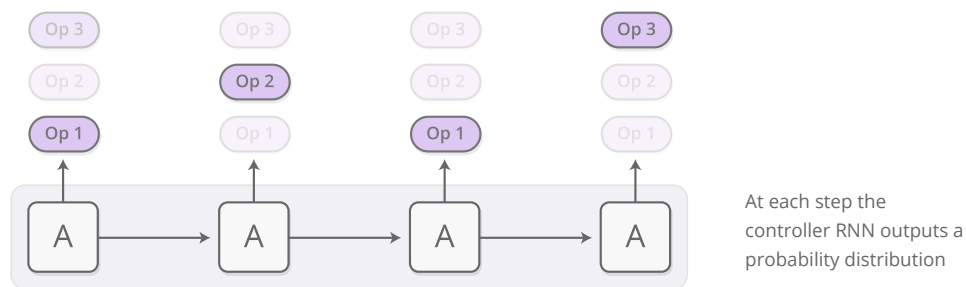 Op 3 Op 3 Op 3 Op 3
Op 2 Op 2 Op 2 Op 2
Op 1 Op 1 Op 1 Op 1
A A A A
At each step the
controller RNN outputs a
probability distribution